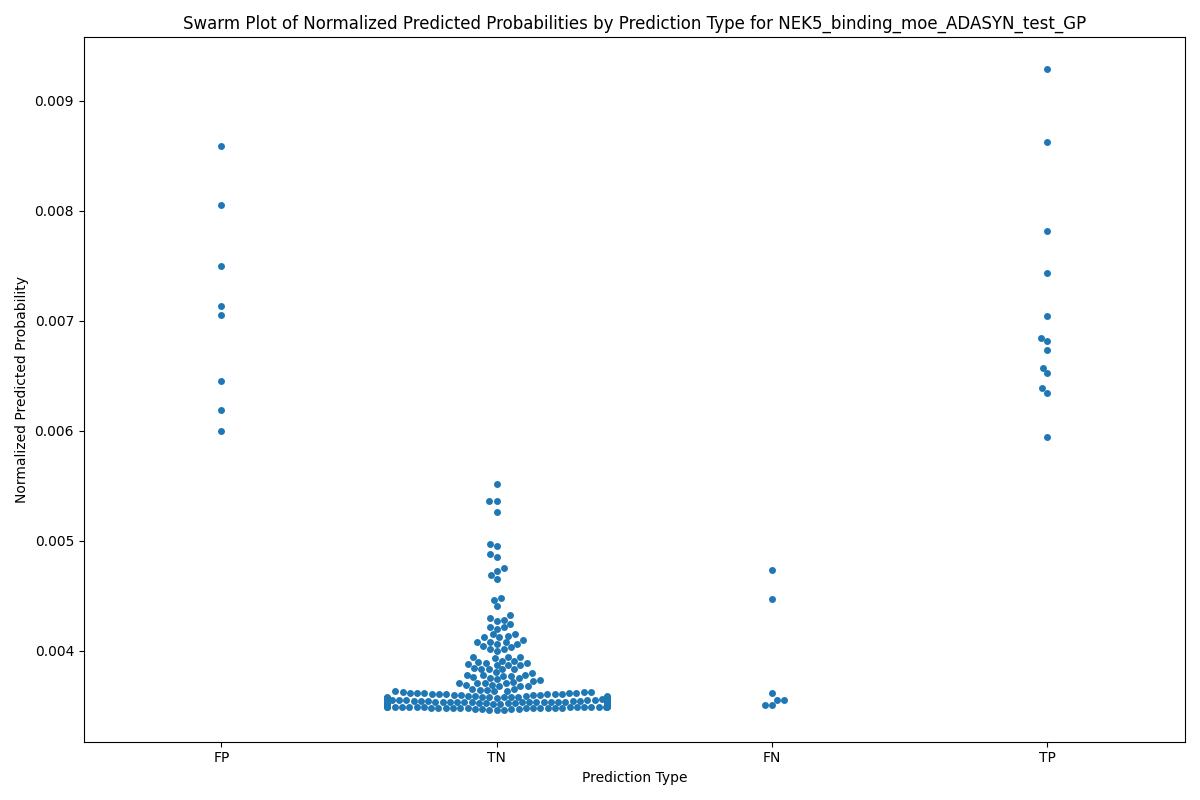 Swarm Plot of Normalized Predicted Probabilities by Prediction Type for NEK5_binding_moe_ADASYN_test_GP
0.009
0.008
0.007
0.006
0.005
0.004
Normalized Predicted Probability
FP TN FN TP
Prediction Type